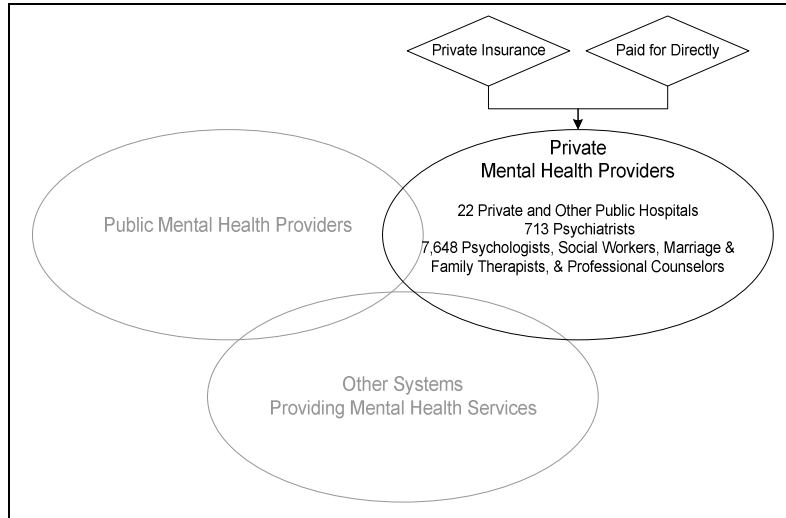 Private Insurance
Paid for Directly
Private
Mental Health Providers
22 Private and Other Public Hospitals
713 Psychiatrists
7,648 Psychologists, Social Workers, Marriage &
Family Therapists, & Professional Counselors
Public Mental Health Providers
Other Systems
Providing Mental Health Services